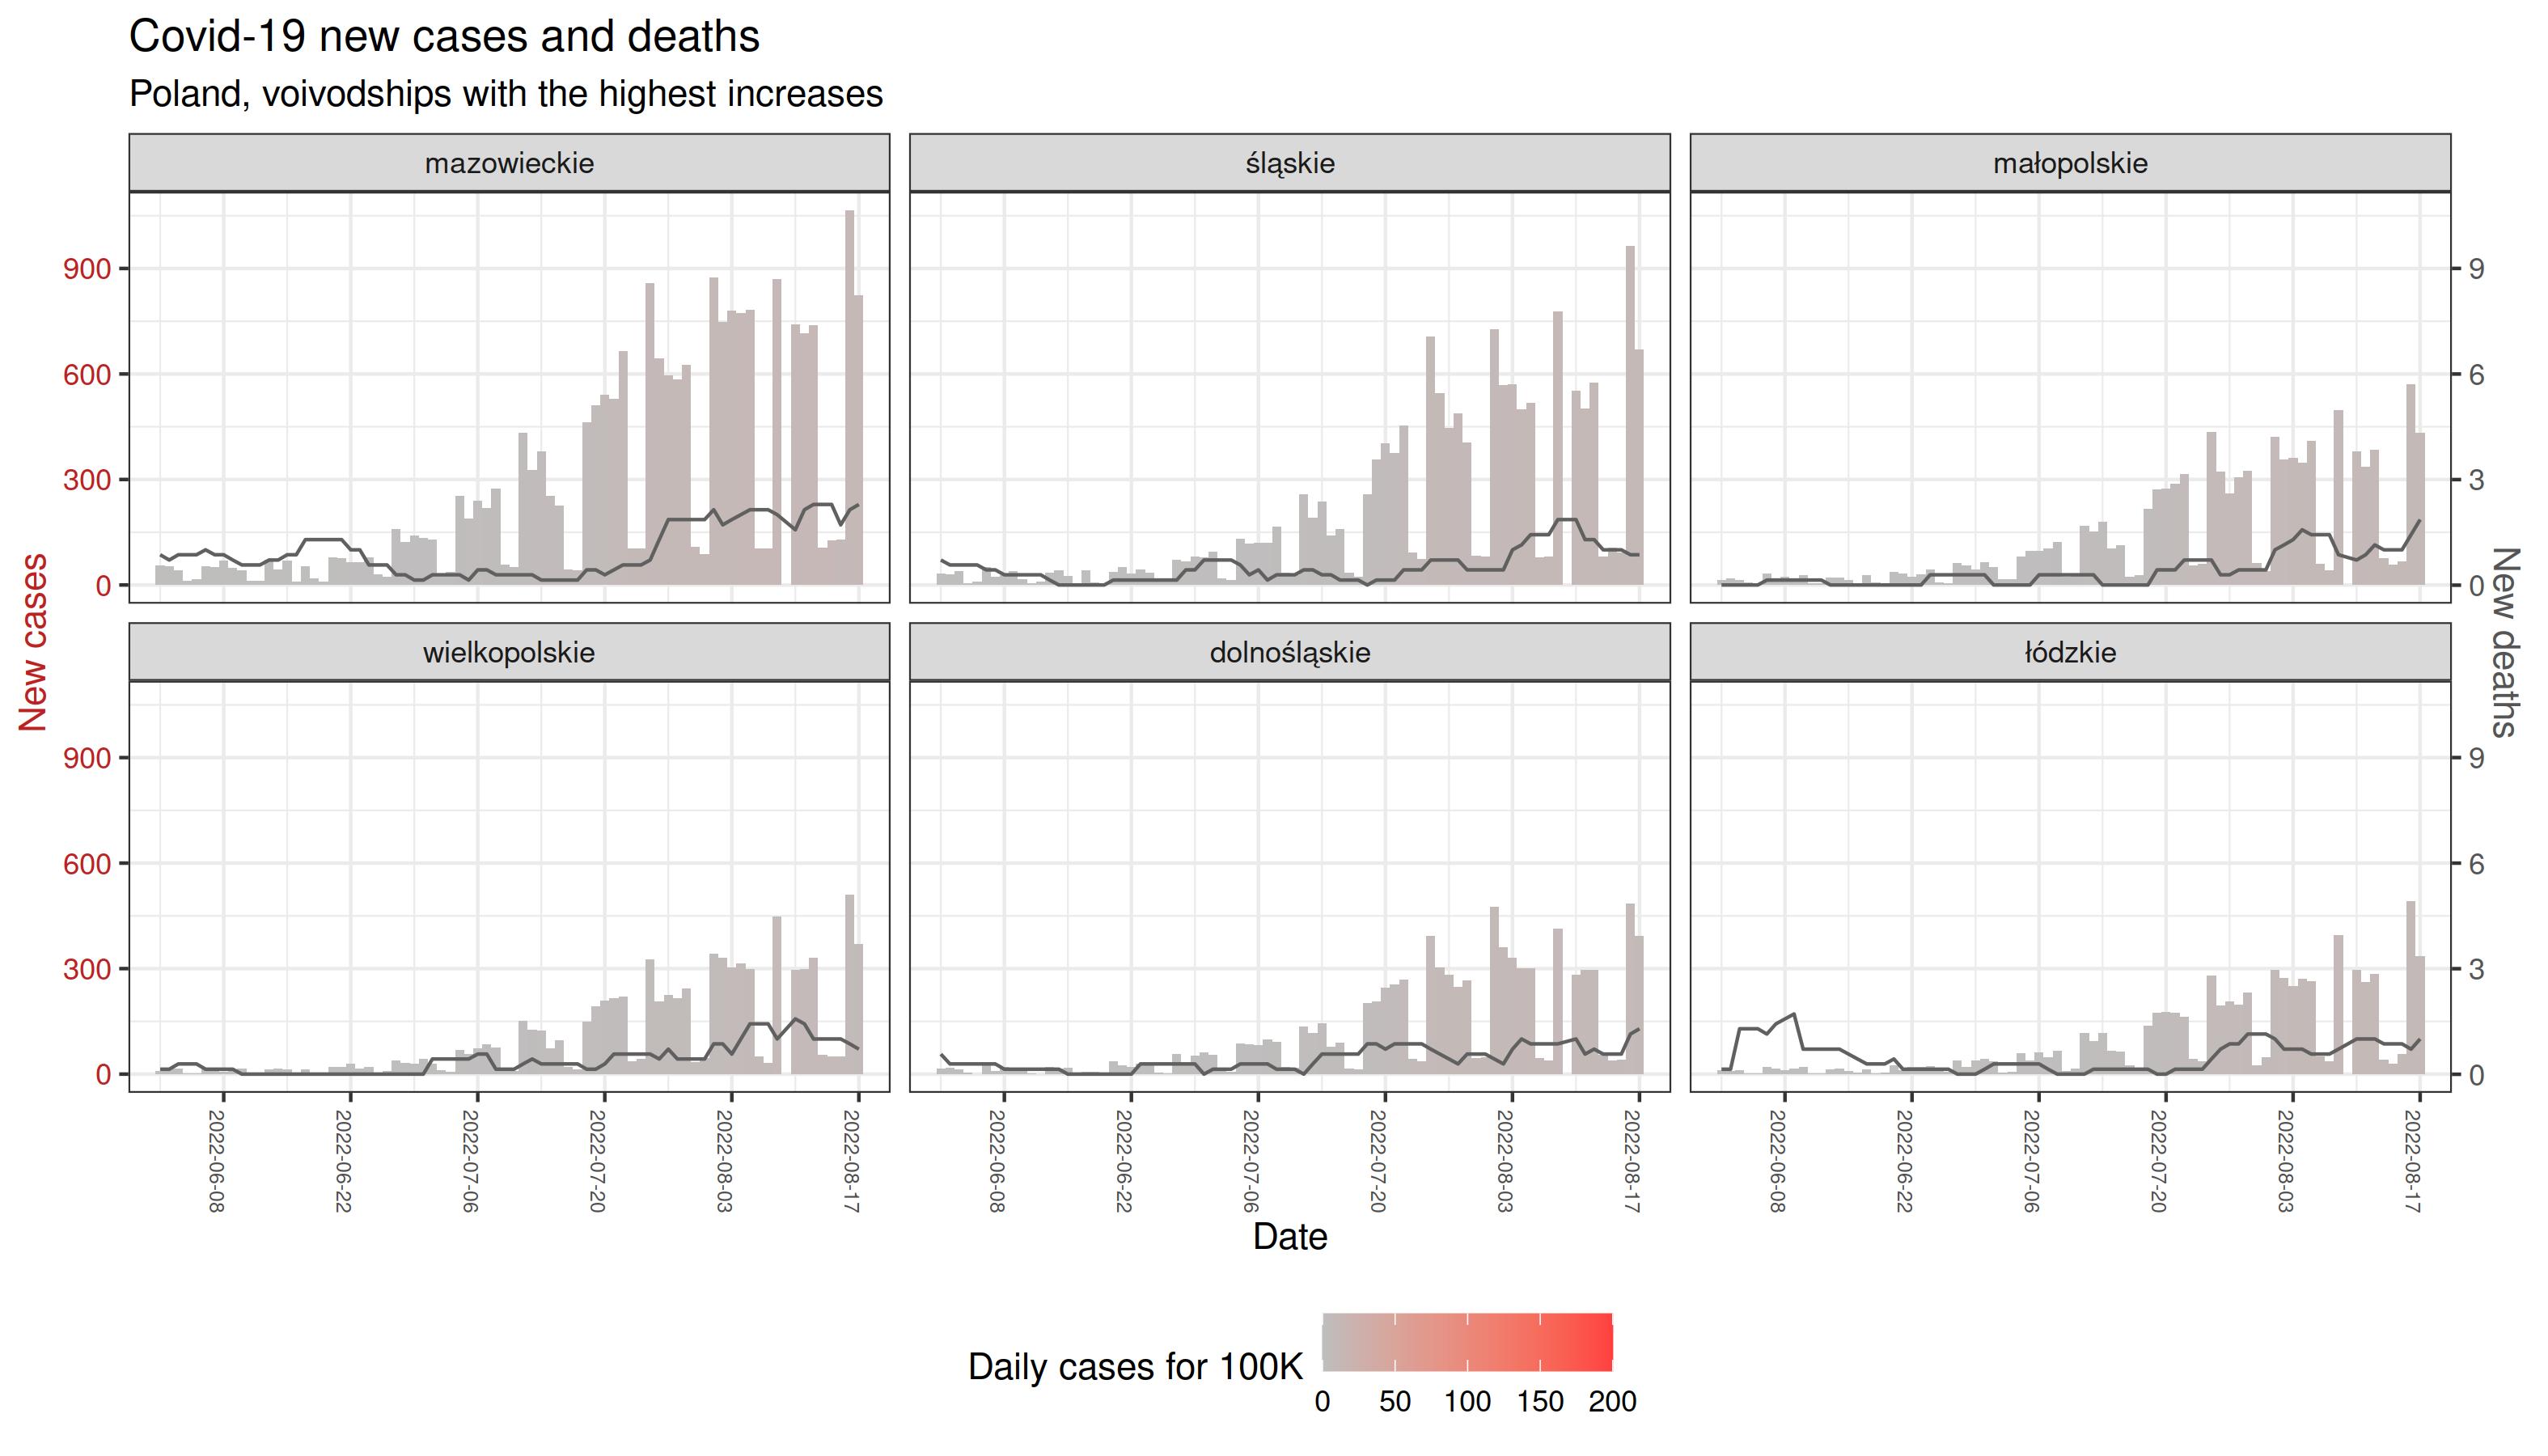 Covid-19 new cases and deaths
Poland, voivodships with the highest increases
mazowieckie
śląskie
małopolskie
900
600
300
0
9
6
3
0
New cases
New deaths
wielkopolskie
dolnośląskie
łódzkie
900
600
300
0
9
6
3
0
2022-06-08
2022-06-22
2022-07-06
2022-07-20
2022-08-03
2022-08-17
2022-06-08
2022-06-22
2022-07-06
2022-07-20
2022-08-03
2022-08-17
2022-06-08
2022-06-22
2022-07-06
2022-07-20
2022-08-03
2022-08-17
Date
Daily cases for 100K
0 50 100 150 200